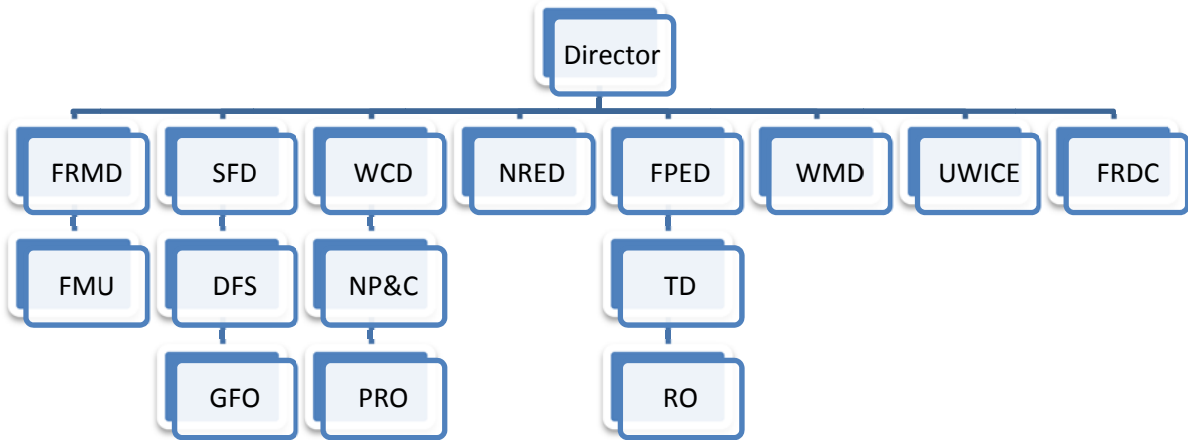 Director
FRMD
SFD
WCD
NRED
FPED
WMD
UWICE
FRDC
FMU
DFS
NP&C
TD
GFO
PRO
RO